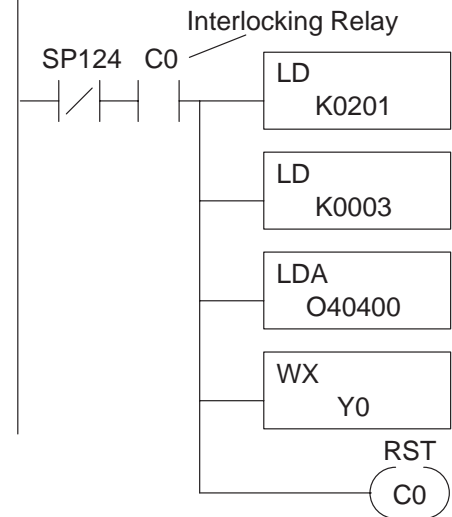 Interlocking Relay
SP124 C0
LD
K0201
LD
K0003
LDA
O40400
WX
Y0
RST
C0